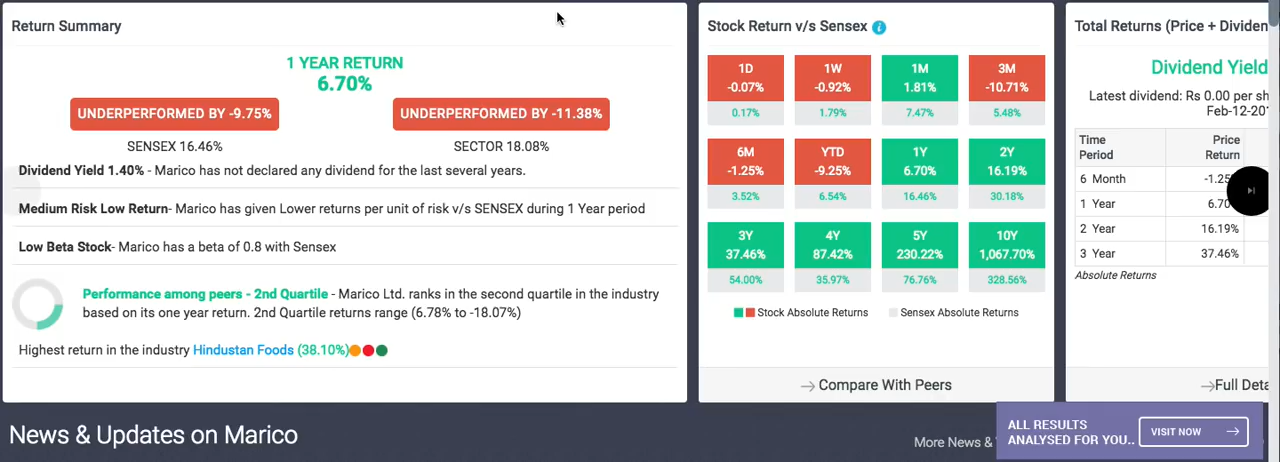 Return Summary
1 YEAR RETURN
6.70%
UNDERPERFORMED BY -9.75%
UNDERPERFORMED BY -11.38%
SENSEX 16.46%
SECTOR 18.08%
Dividend Yield 1.40% - Marico has not declared any dividend for the last several years.
Medium Risk Low Return- Marico has given Lower returns per unit of risk v/s SENSEX during 1 Year period
Low Beta Stock- Marico has a beta of 0.8 with Sensex
Performance among peers - 2nd Quartile - Marico Ltd. ranks in the second quartile in the industry
based on its one year return. 2nd Quartile returns range (6.78% to -18.07%)
Highest return in the industry Hindustan Foods (38.10%)
Stock Return v/s Sensex
1D 1W 1M 3M
-0.07% -0.92% 1.81% -10.71%
0.17% 1.79% 7.47% 5.48%
6M YTD 1Y 2Y
-1.25% -9.25% 6.70% 16.19%
3.52% 6.54% 16.46% 30.18%
3Y 4Y 5Y 10Y
37.46% 87.42% 230.22% 1,067.70%
54.00% 35.97% 76.76% 328.56%
Stock Absolute Returns Sensex Absolute Returns
Compare With Peers
Total Returns (Price + Dividen
Dividend Yield
Latest dividend: Rs 0.00 per sh
Feb-12-20
Time Price
Period Return
6 Month -1.25
1 Year 6.70
2 Year 16.19%
3 Year 37.46%
Absolute Returns
Full Deta
News & Updates on Marico
More News &
ALL RESULTS
ANALYSED FOR YOU..
VISIT NOW